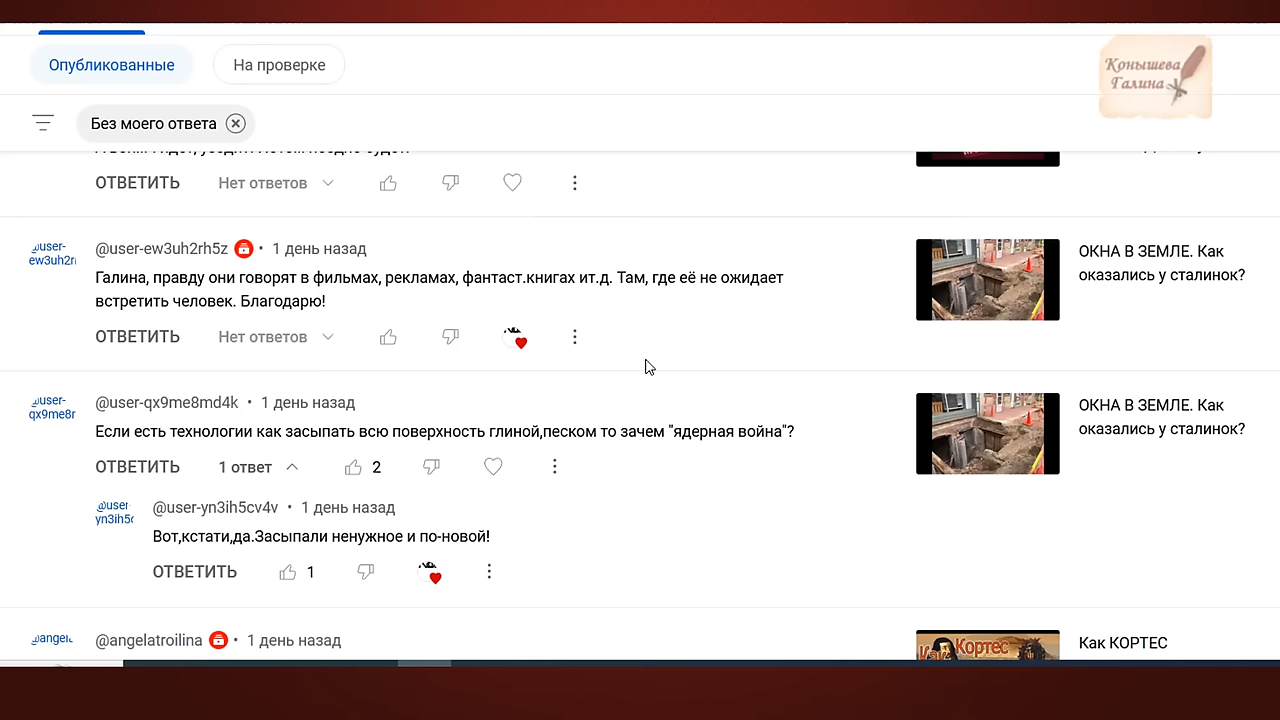 Опубликованные
На проверке
Конышева
Галина
Без моего ответа
ОТВЕТИТЬ Нет ответов
@user-ew3uh2rh5z • 1 день назад
Галина, правду они говорят в фильмах, рекламах, фантаст.книгах ит.д. Там, где её не ожидает
встретить человек. Благодарю!
ОТВЕТИТЬ Нет ответов
ОКНА В ЗЕМЛЕ. Как
оказались у сталинок?
@user-qx9me8md4k • 1 день назад
Если есть технологии как засыпать всю поверхность глиной,песком то зачем "ядерная война"?
ОТВЕТИТЬ 1 ответ 2
ОКНА В ЗЕМЛЕ. Как
оказались у сталинок?
@user-yn3ih5cv4v • 1 день назад
Вот,кстати,да.Засыпали ненужное и по-новой!
ОТВЕТИТЬ 1
@angelatroilina • 1 день назад
Как Кортес
Как КОРТЕС